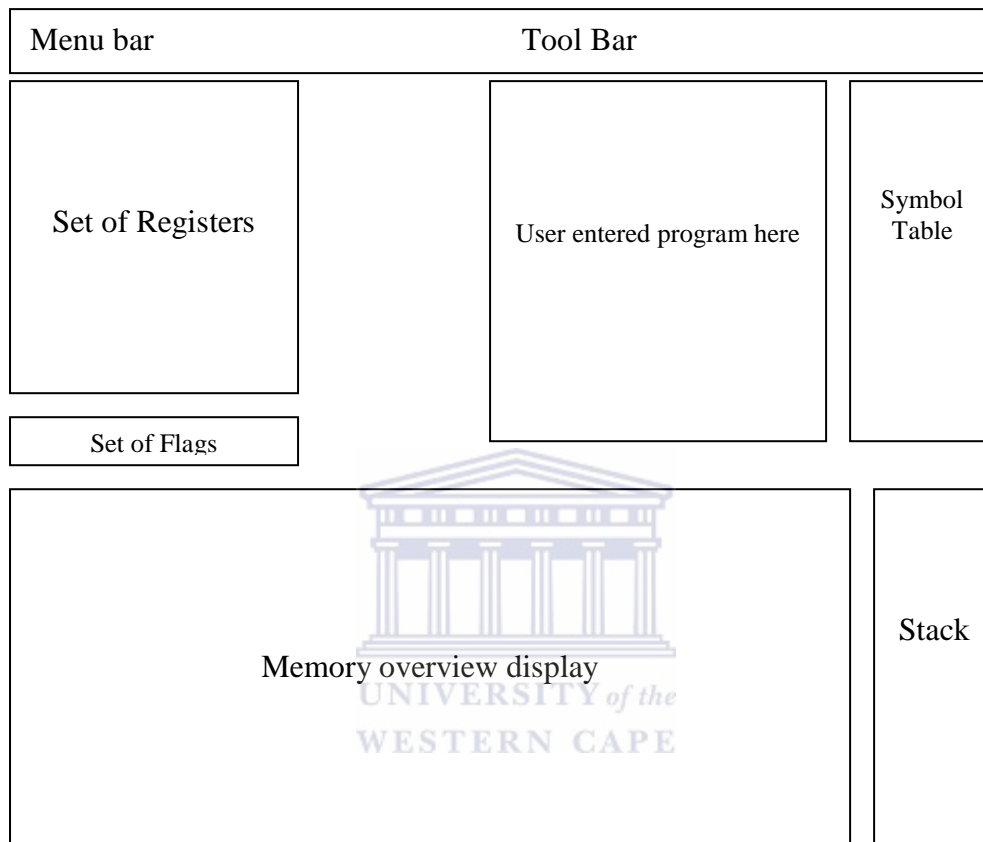 Menu bar
Tool Bar
Set of Registers
User entered program here
Symbol
Table
Set of Flags
Memory overview display
Stack
UNIVERSITY of the
WESTERN CAPE